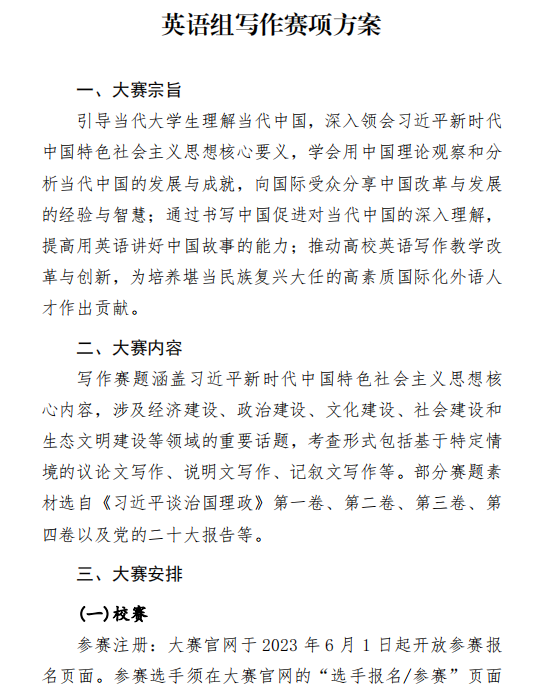 英语组写作赛项方案
一、大赛宗旨
引导当代大学生理解当代中国，深入领会习近平新时代
中国特色社会主义思想核心要义，学会用中国理论观察和分
析当代中国的发展与成就，向国际受众分享中国改革与发展
的经验与智慧；通过书写中国促进对当代中国的深入理解，
提高用英语讲好中国故事的能力；推动高校英语写作教学改
革与创新，为培养堪当民族复兴大任的高素质国际化外语人
才作出贡献。
二、大赛内容
写作赛题涵盖习近平新时代中国特色社会主义思想核
心内容，涉及经济建设、政治建设、文化建设、社会建设和
生态文明建设等领域的重要话题，考查形式包括基于特定情
境的议论文写作、说明文写作、记叙文写作等。部分赛题素
材选自《习近平谈治国理政》第一卷、第二卷、第三卷、第
四卷以及党的二十大报告等。
三、大赛安排
(一)校赛
参赛注册：大赛官网于 2023 年 6 月 1 日起开放参赛报
名页面。参赛选手须在大赛官网的“选手报名/参赛”页面